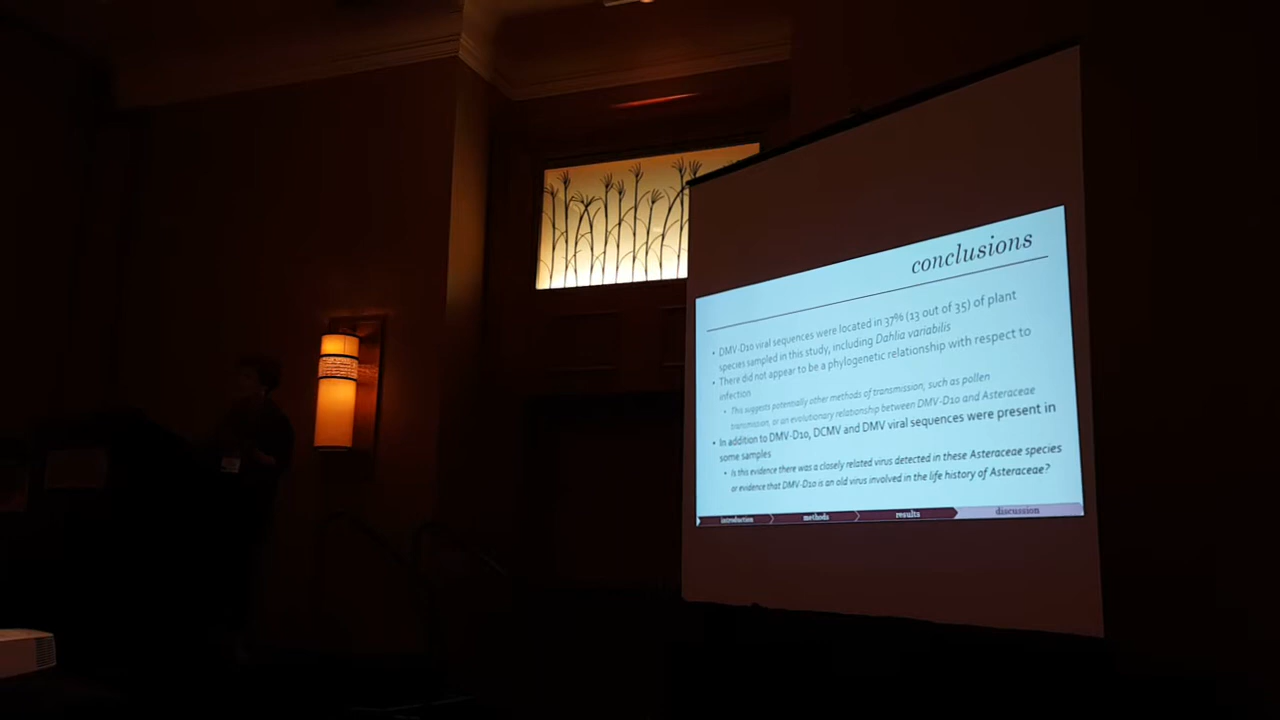 conclusions
• DMV-D10 viral sequences were located in 37% (13 out of 35) of plant
species sampled in this study, including Dahlia variabilis
• There did not appear to be a phylogenetic relationship with respect to
infection
• This suggests potentially other methods of transmission, such as pollen
transmission, or an evolutionary relationship between DMV-D10 and Asteraceae
• In addition to DMV-D10, DCMV and DMV viral sequences were present in
some samples
• Is this evidence there was a closely related virus detected in these Asteraceae species
or evidence that DMV-D10 is an old virus involved in the life history of Asteraceae?
introduction methods results discussion